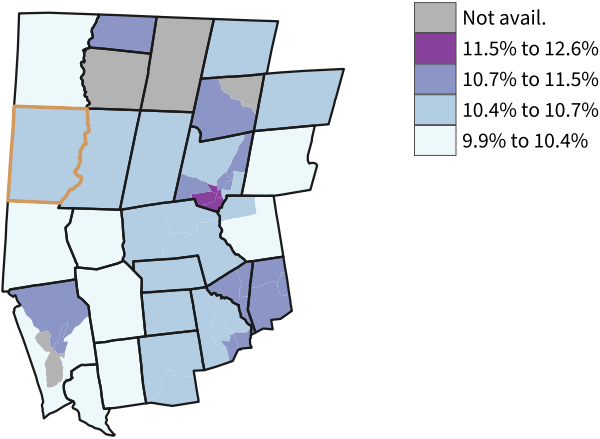 Not avail.
11.5% to 12.6%
10.7% to 11.5%
10.4% to 10.7%
9.9% to 10.4%